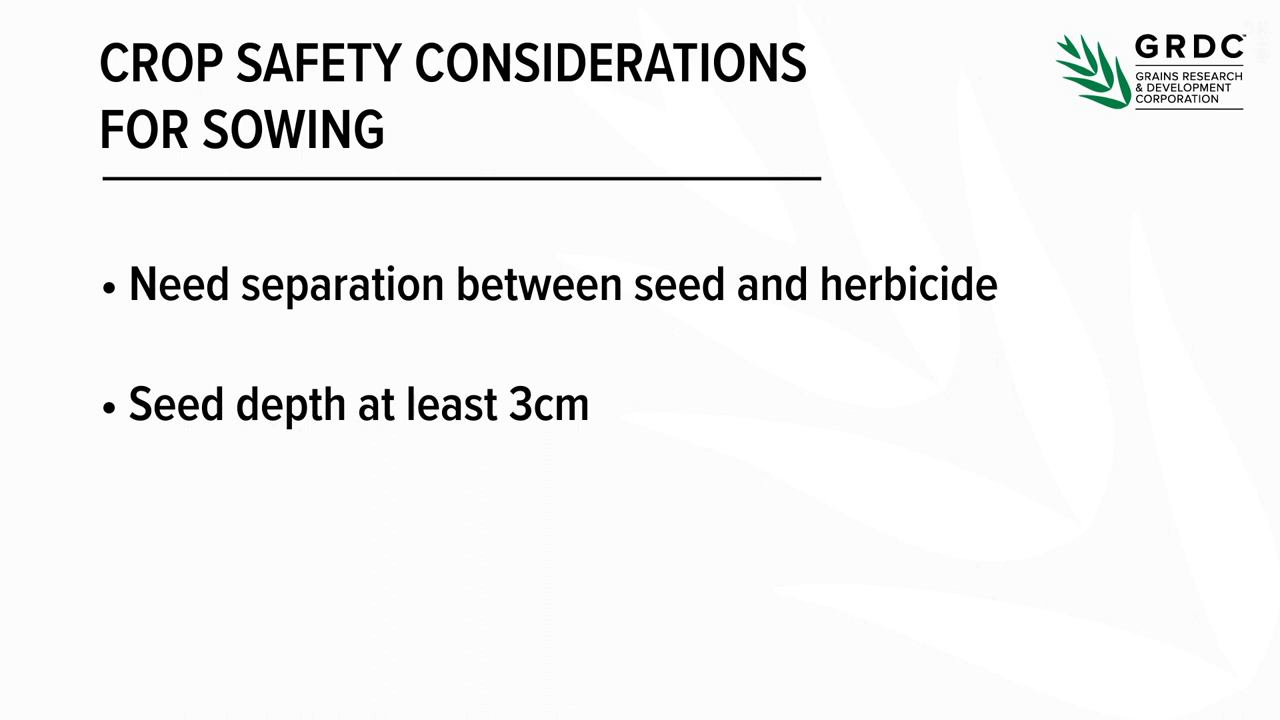 CROP SAFETY CONSIDERATIONS
FOR SOWING
GRDC™
GRAINS RESEARCH
& DEVELOPMENT
CORPORATION
• Need separation between seed and herbicide
• Seed depth at least 3cm